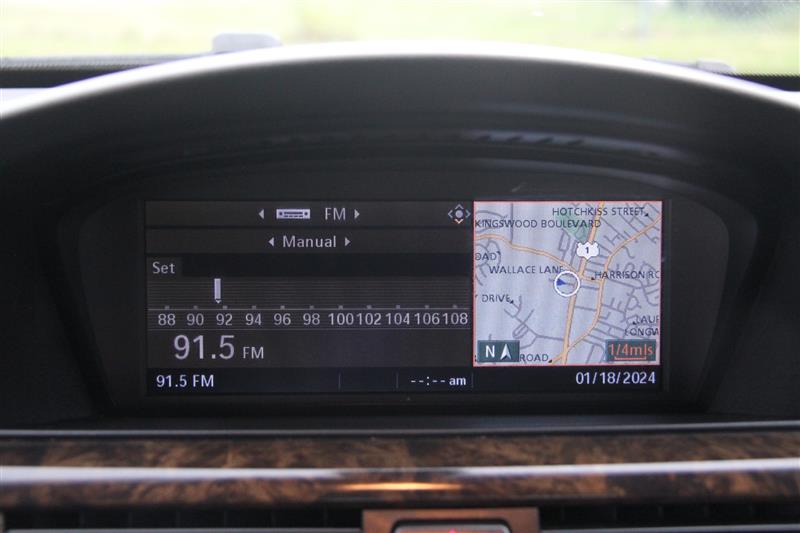 FM
Manual
Set
88 90 92 94 96 98 100 102 104 106 108
91.5 FM
91.5 FM
--:-- am
01/18/2024
HOTCHKISS STREET
KINGSWOOD BOULEVARD
1
OAD
WALLACE LANE
HARRISON RO
DRIVE
LAUR
LONGW
N
ROAD
1/4mls